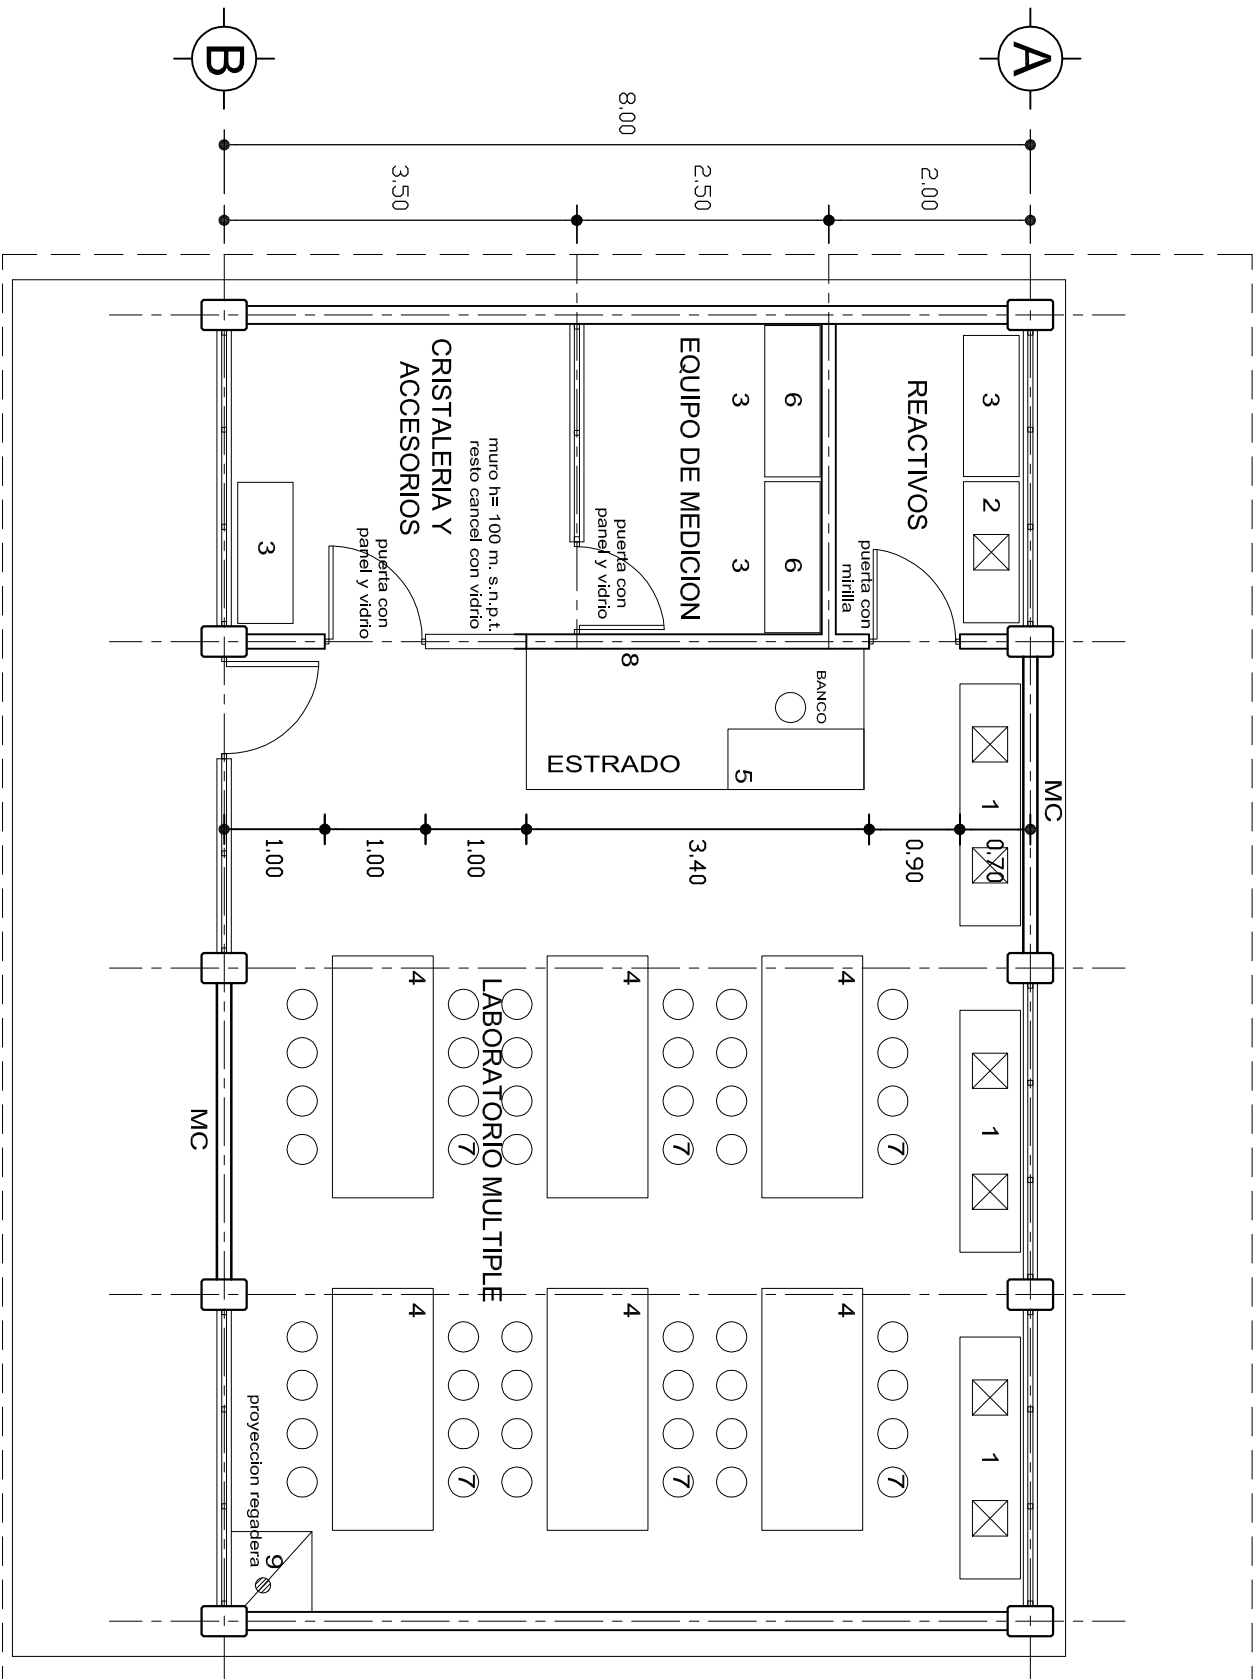 B
A
8.00
3.50
2.50
2.00
CRISTALERIA Y
ACCESORIOS
muro h= 100 m. s.n.p.t.
resto cancel con vidrio
EQUIPO DE MEDICION
REACTIVOS
3
6
3
6
3
3
2
3
puerta con
panel y vidrio
puerta con
panel y vidrio
puerta con
mirilla
8
BANCO
ESTRADO
5
MC
1
1.00
1.00
1.00
3.40
0.90
0.70
4
4
4
LABORATORIO MULTIPLE
7
7
7
1
MC
4
4
4
7
7
7
1
proyeccion regadera
9